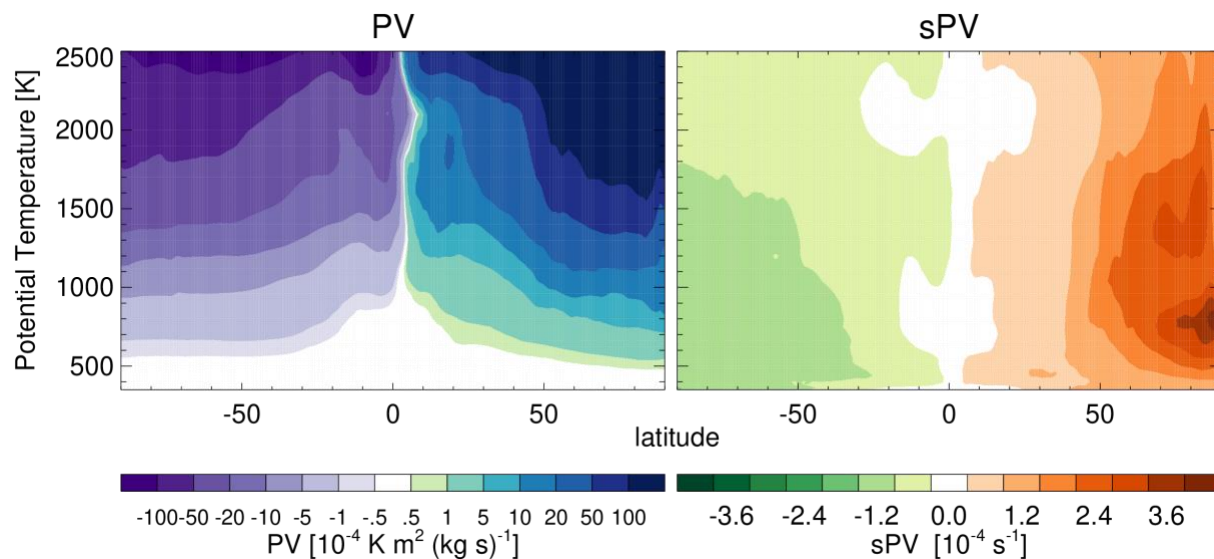 PV sPV
Potential Temperature [K]
2500
2000
1500
1000
500
-50 0 50 -50 0 50
latitude
-100 -50 -20 -10 -5 -1 -.5 .5 1 5 10 20 50 100
PV [10⁻⁴ K m² (kg s)⁻¹]
-3.6 -2.4 -1.2 0.0 1.2 2.4 3.6
sPV [10⁻⁴ s⁻¹]